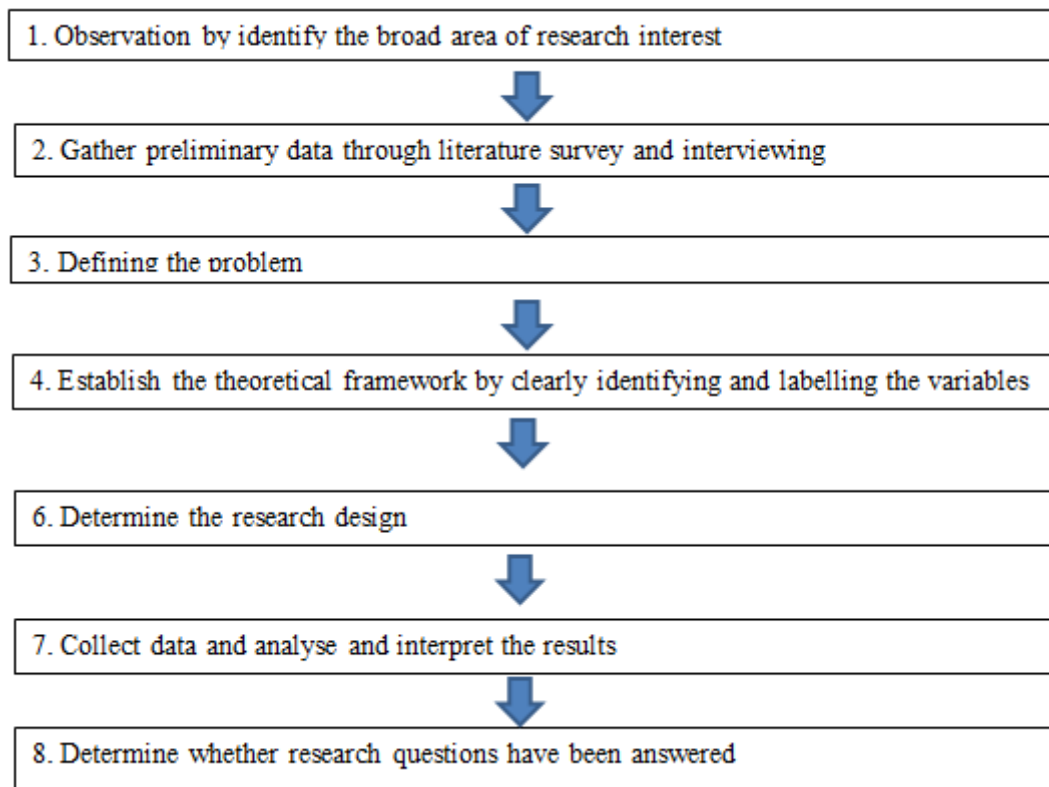 1. Observation by identify the broad area of research interest
2. Gather preliminary data through literature survey and interviewing
3. Defining the problem
4. Establish the theoretical framework by clearly identifying and labelling the variables
6. Determine the research design
7. Collect data and analyse and interpret the results
8. Determine whether research questions have been answered